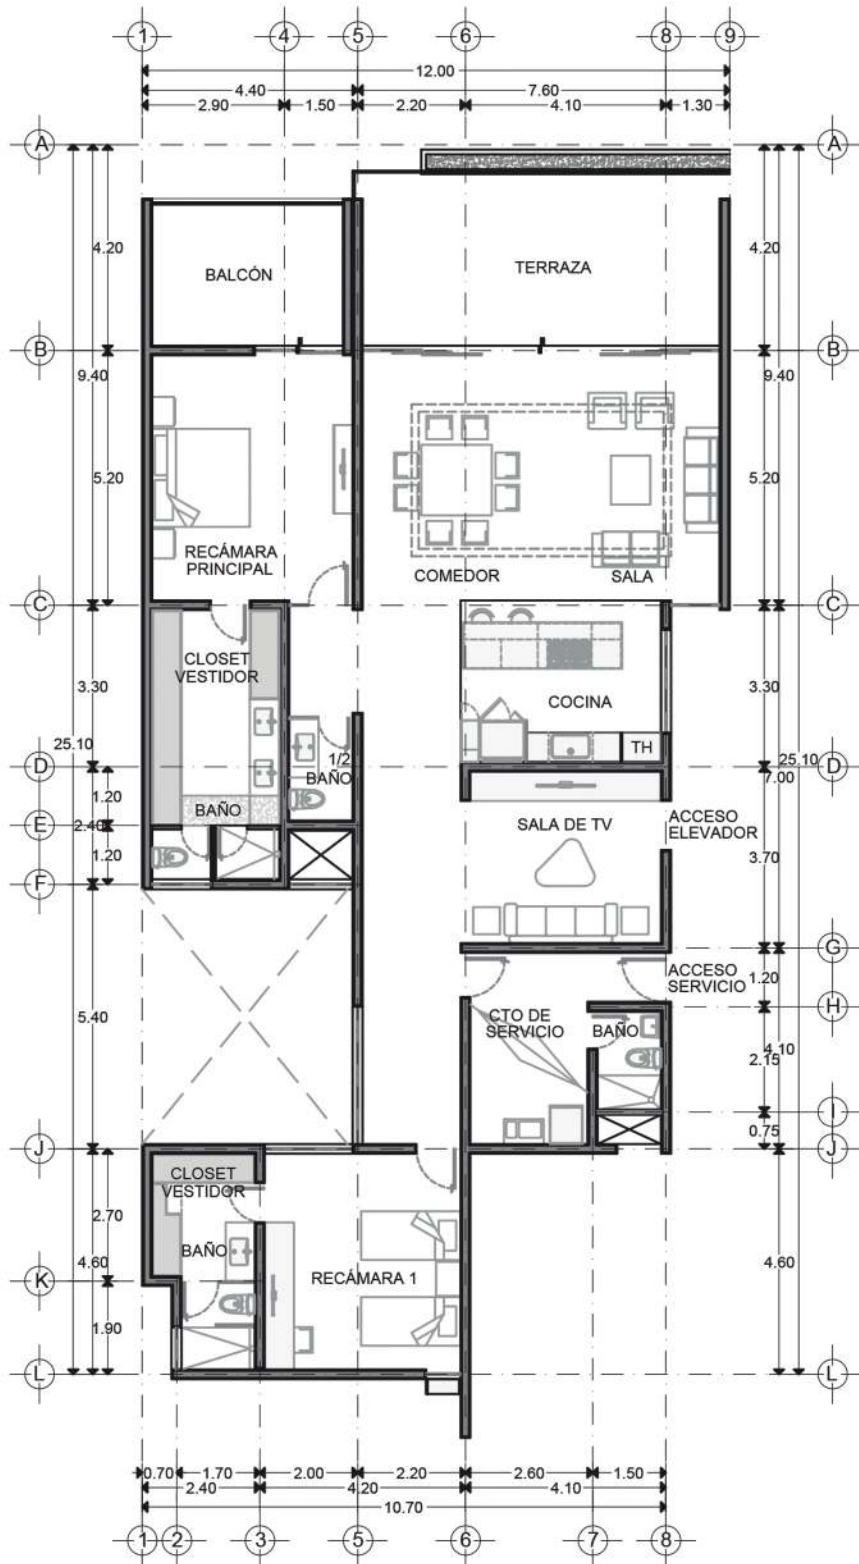 1 4 5 6 8 9
12.00
4.40 7.60
2.90 1.50 2.20 4.10 1.30
A A
4.20 BALCÓN TERRAZA 4.20
B B
9.40 9.40
5.20 5.20
RECÁMARA
PRINCIPAL
COMEDOR SALA
C C
CLOSET
VESTIDOR
3.30 3.30
COCINA
25.10 25.10
TH
1/2
BAÑO
D D
7.00
1.20
BAÑO
SALA DE TV
ACCESO
ELEVADOR
E
2.40
1.20
3.70
F
G
ACCESO
SERVICIO
1.20
5.40
CTO DE
SERVICIO
BAÑO
H
4.10
2.15
I
0.75
J J
CLOSET
VESTIDOR
2.70
BAÑO
4.60 4.60
K
RECÁMARA 1
1.90
L L
0.70 1.70 2.00 2.20 2.60 1.50
2.40 4.20 4.10
10.70
1 2 3 5 6 7 8